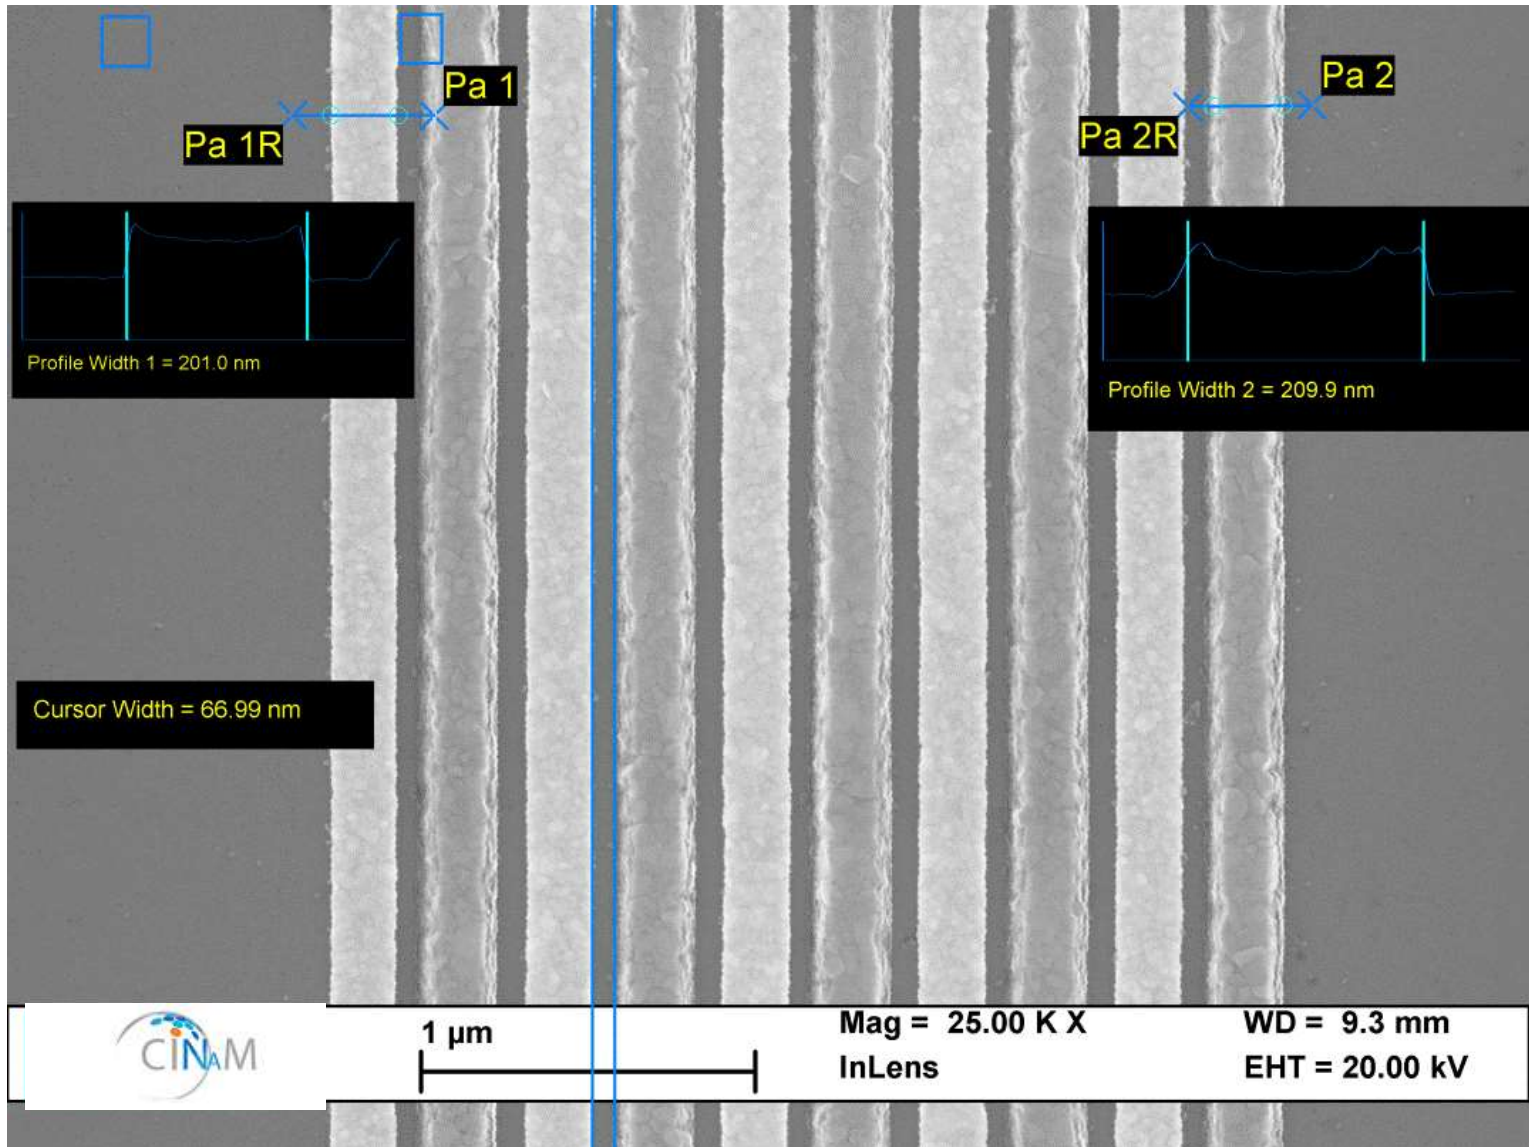 Pa 1
Pa 1R
Pa 2
Pa 2R
Profile Width 1 = 201.0 nm
Profile Width 2 = 209.9 nm
Cursor Width = 66.99 nm
CINaM
1 µm
Mag = 25.00 K X
InLens
WD = 9.3 mm
EHT = 20.00 kV